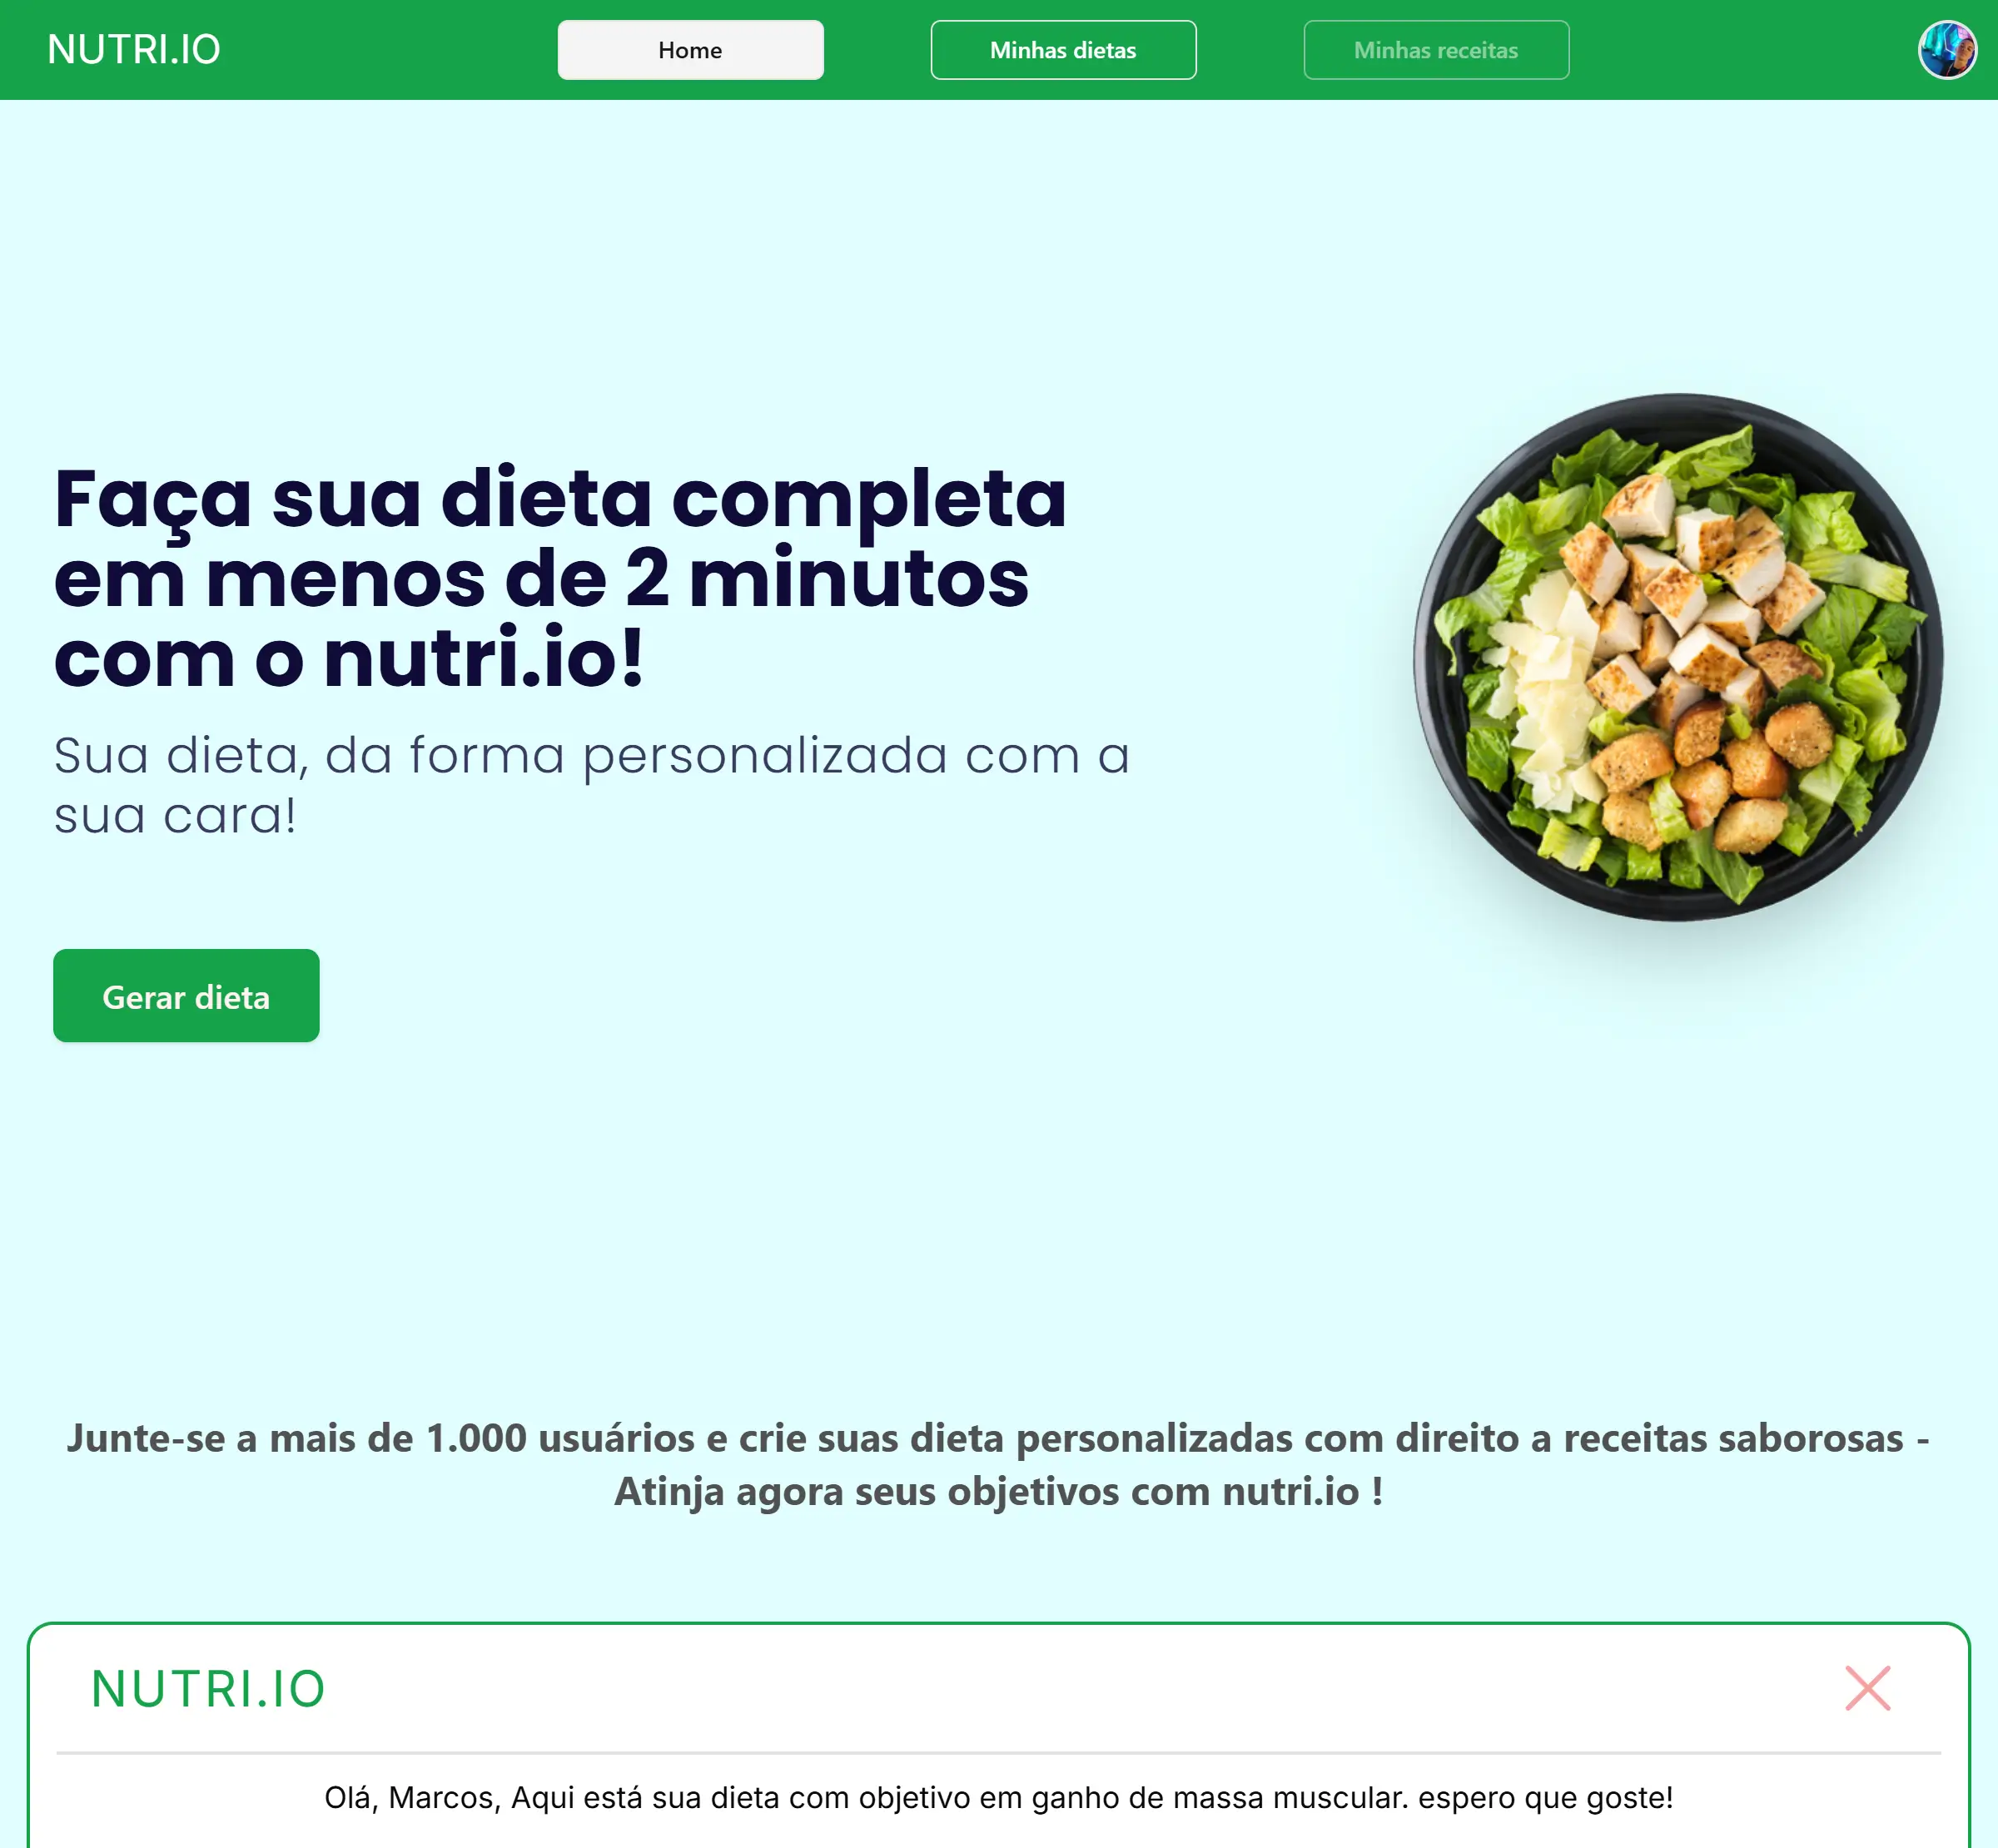 NUTRI.IO
Home
Minhas dietas
Minhas receitas
Faça sua dieta completa
em menos de 2 minutos
com o nutri.io!
Sua dieta, da forma personalizada com a
sua cara!
Gerar dieta
Junte-se a mais de 1.000 usuários e crie suas dieta personalizadas com direito a receitas saborosas -
Atinja agora seus objetivos com nutri.io !
NUTRI.IO
Olá, Marcos, Aqui está sua dieta com objetivo em ganho de massa muscular. espero que goste!